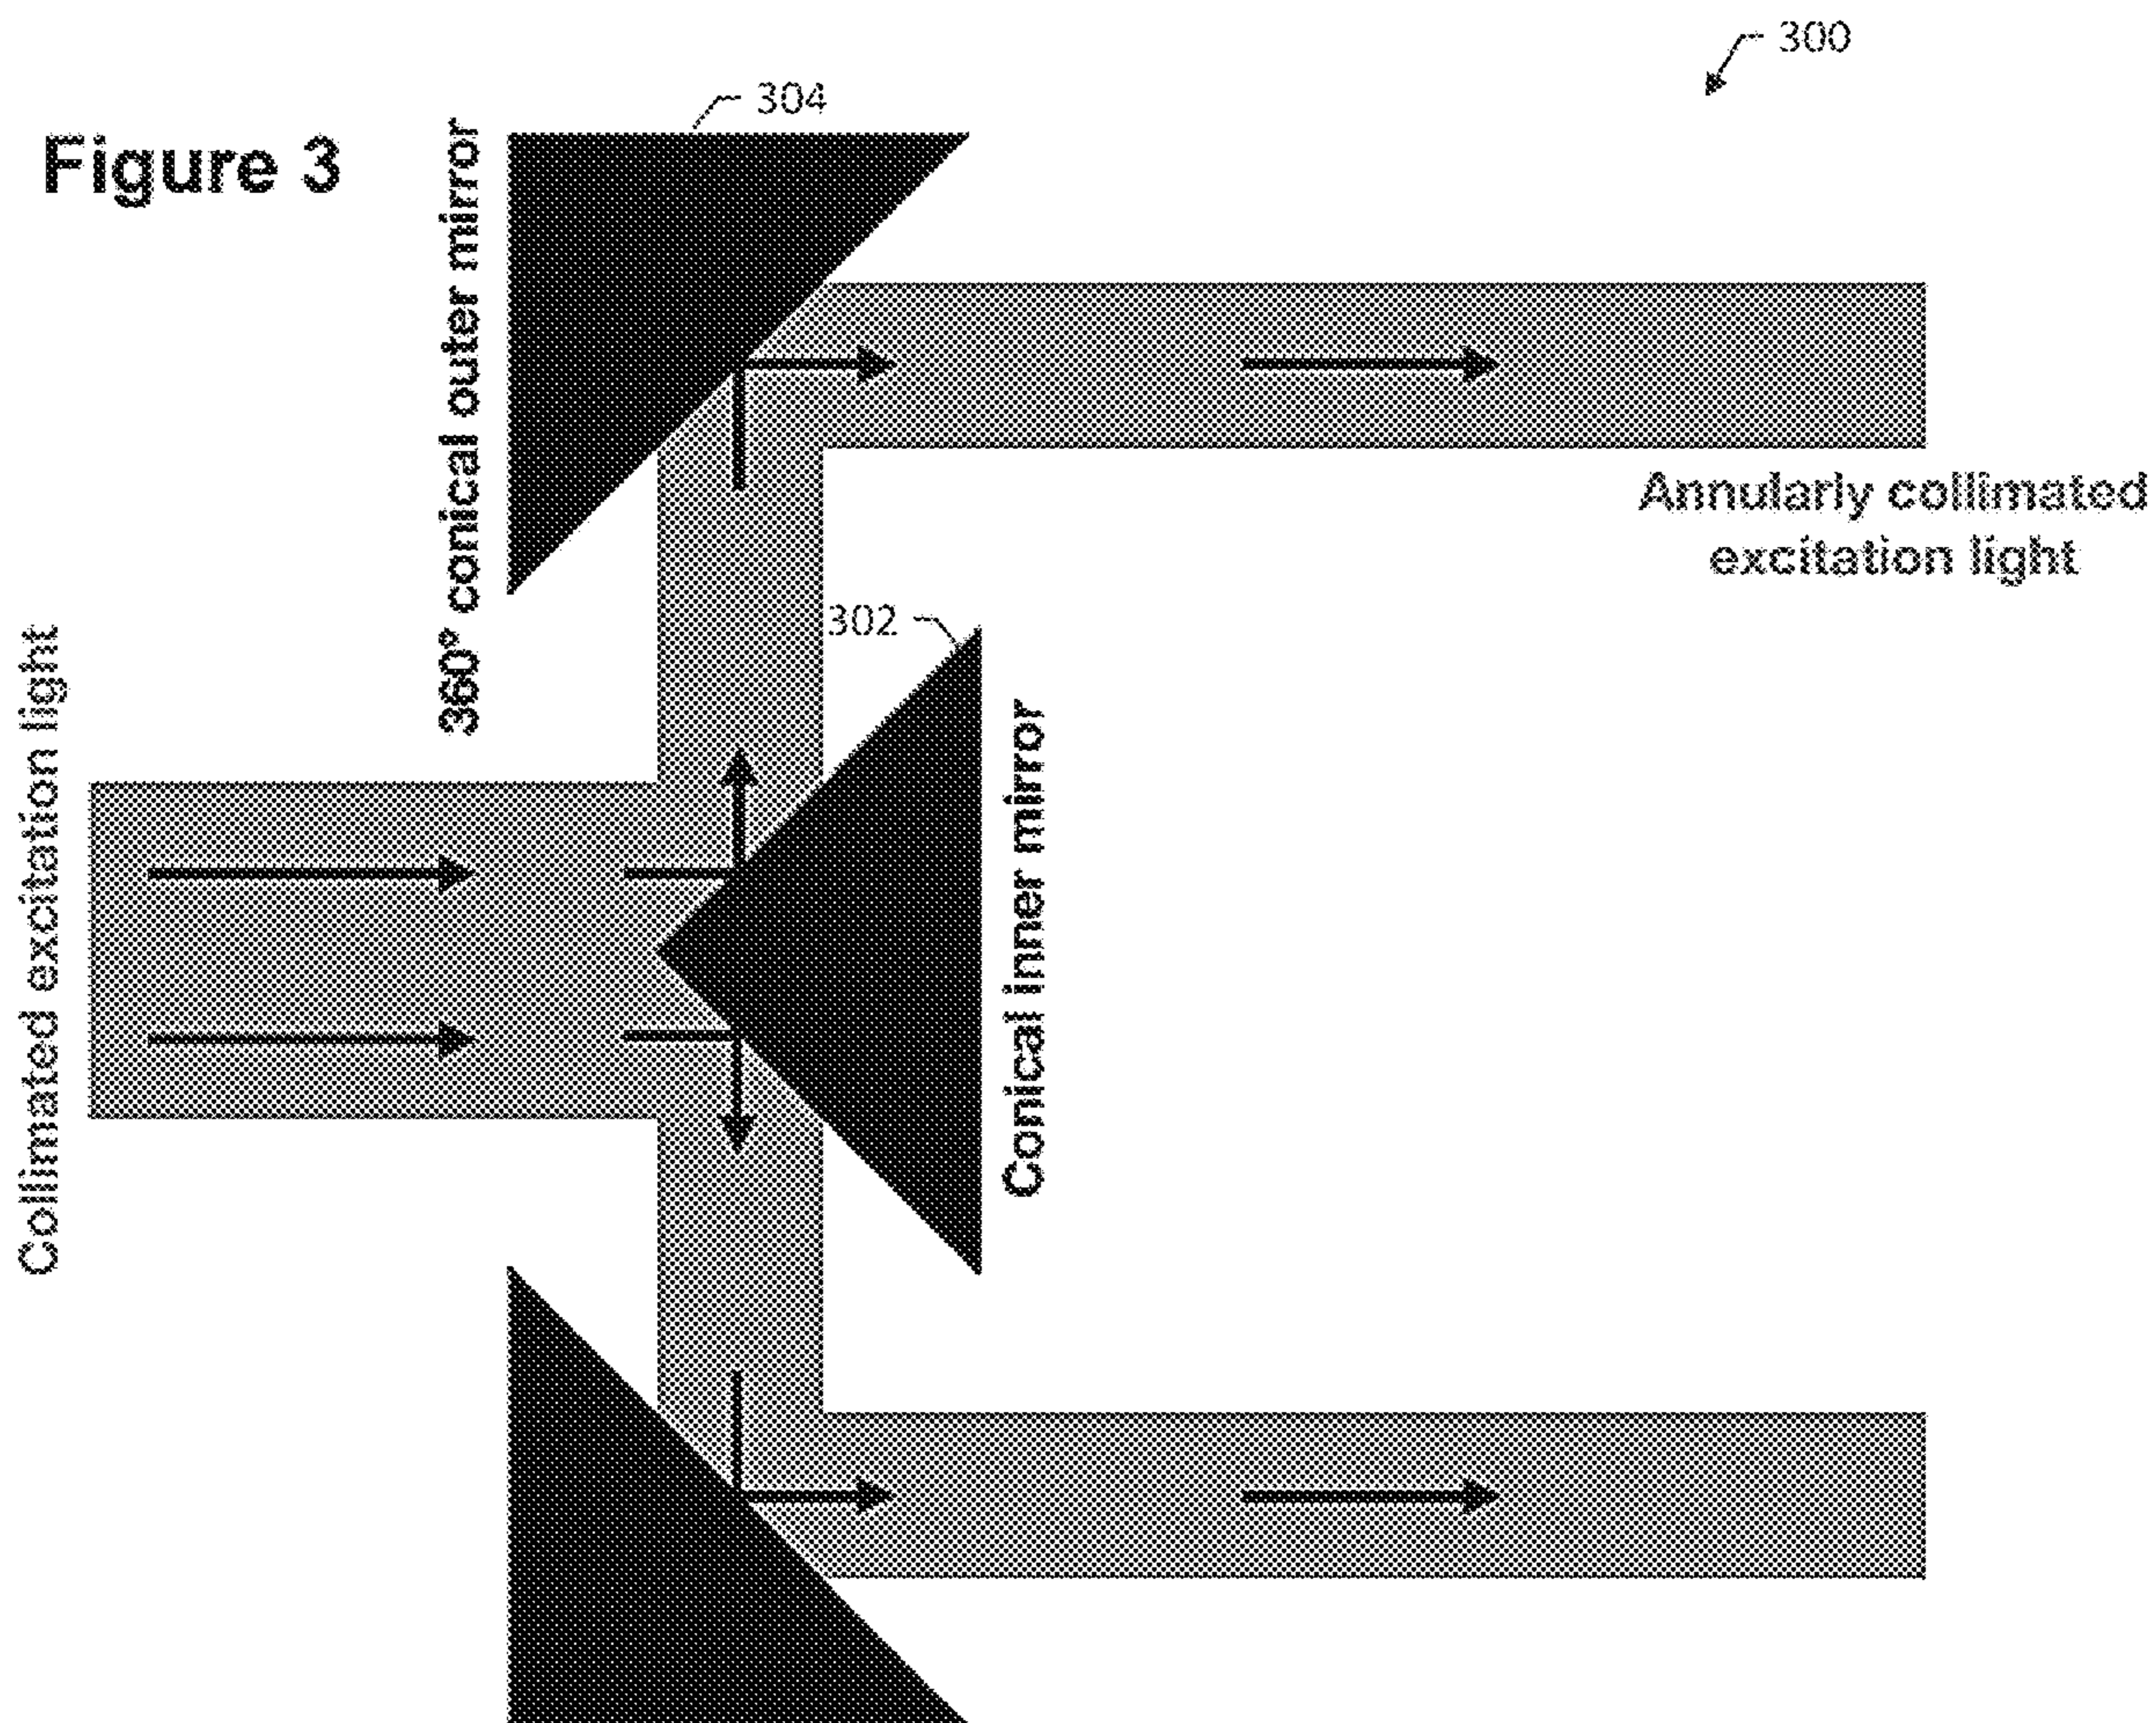 300
304
Figure 3
360° conical outer mirror
Annularly collimated
excitation light
302
Collimated excitation light
Conical inner mirror